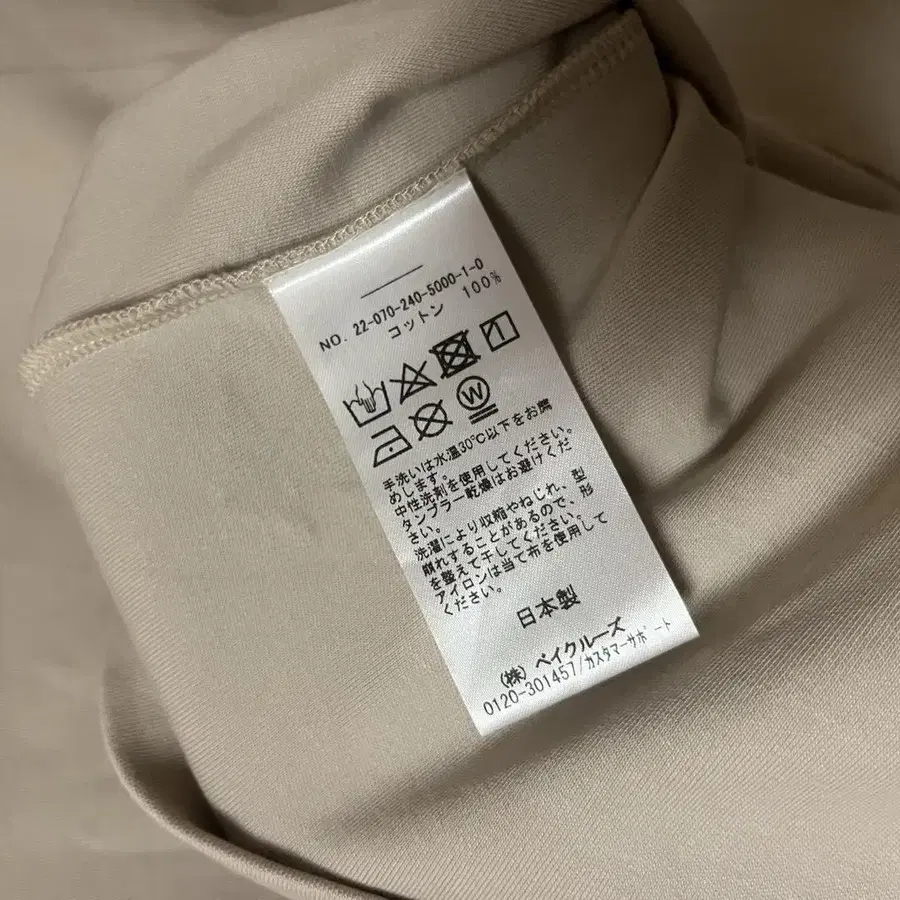 NO. 22-070-240-5000-1-0
コットン 100%
W
手洗いは水温30℃以下をお薦
めします。
中性洗剤を使用してください。
タンブラー乾燥はお避けくだ
さい。
洗濯により収縮やねじれ、型
崩れすることがあるので、形
を整えて干してください。
アイロンは当て布を使用して
ください。
日本製
(株) ベイクルーズ
0120-301457/カスタマーサポート